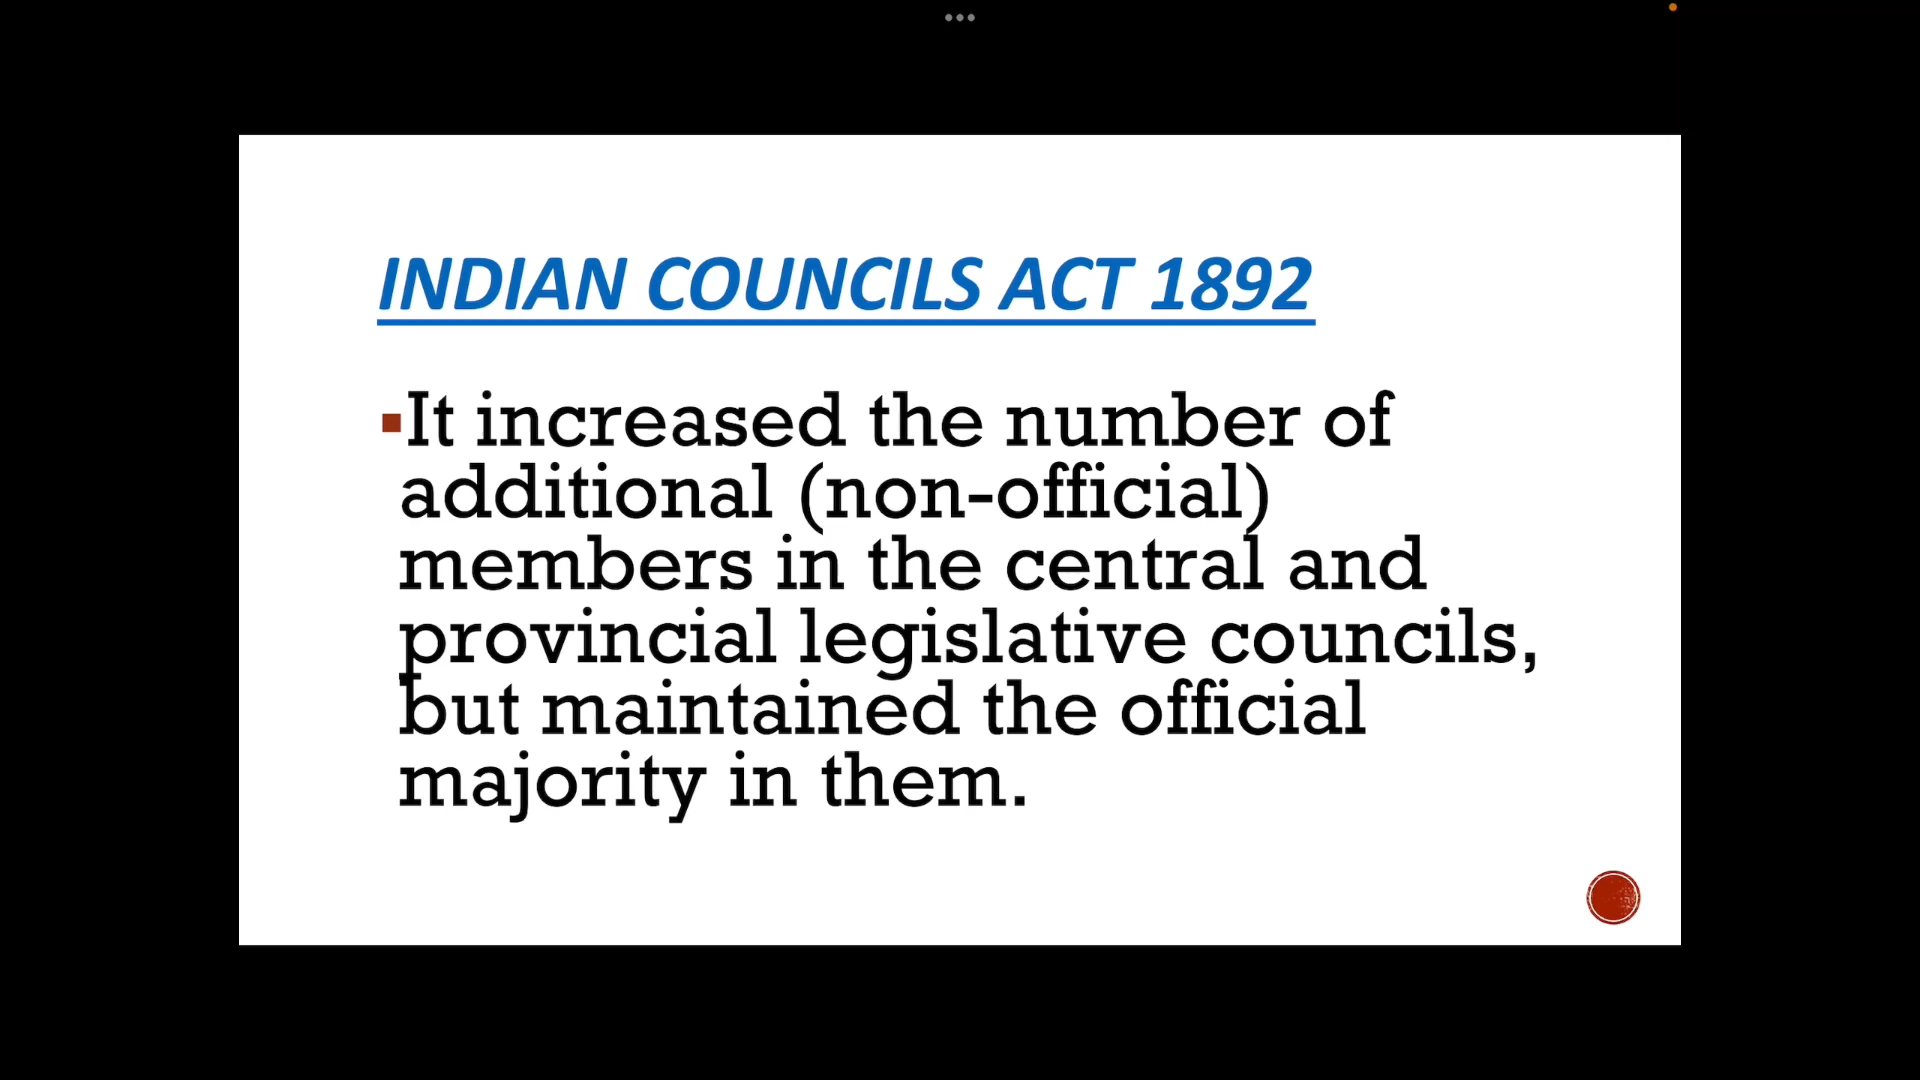 INDIAN COUNCILS ACT 1892
▪It increased the number of
additional (non-official)
members in the central and
provincial legislative councils,
but maintained the official
majority in them.